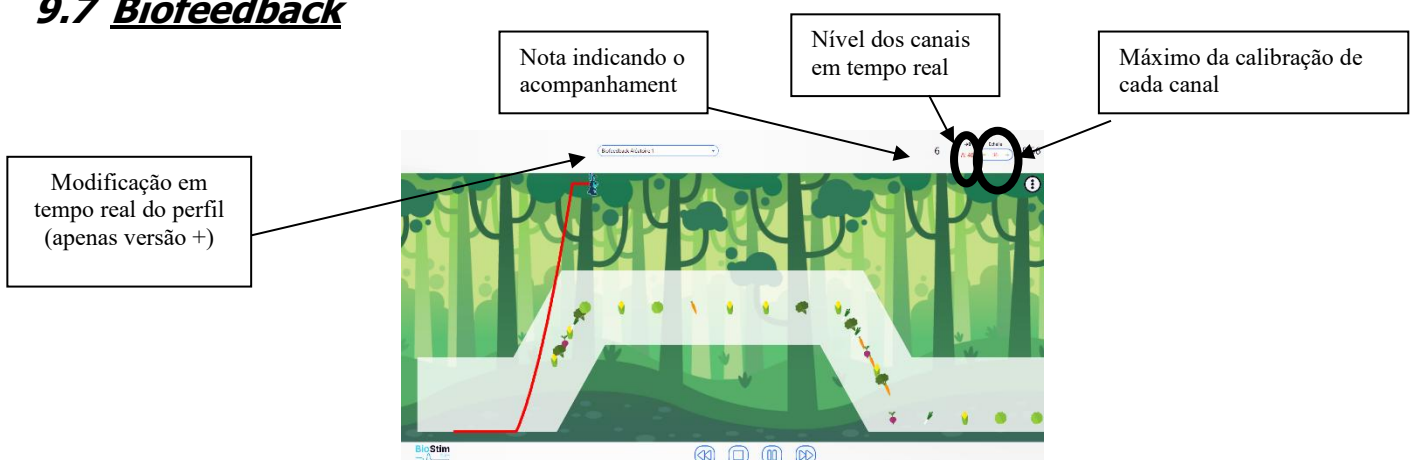 9.7 Biofeedback
Nota indicando o
acompanhament
Nível dos canais
em tempo real
Máximo da calibração de
cada canal
Modificação em
tempo real do perfil
(apenas versão +)
6
BioStim